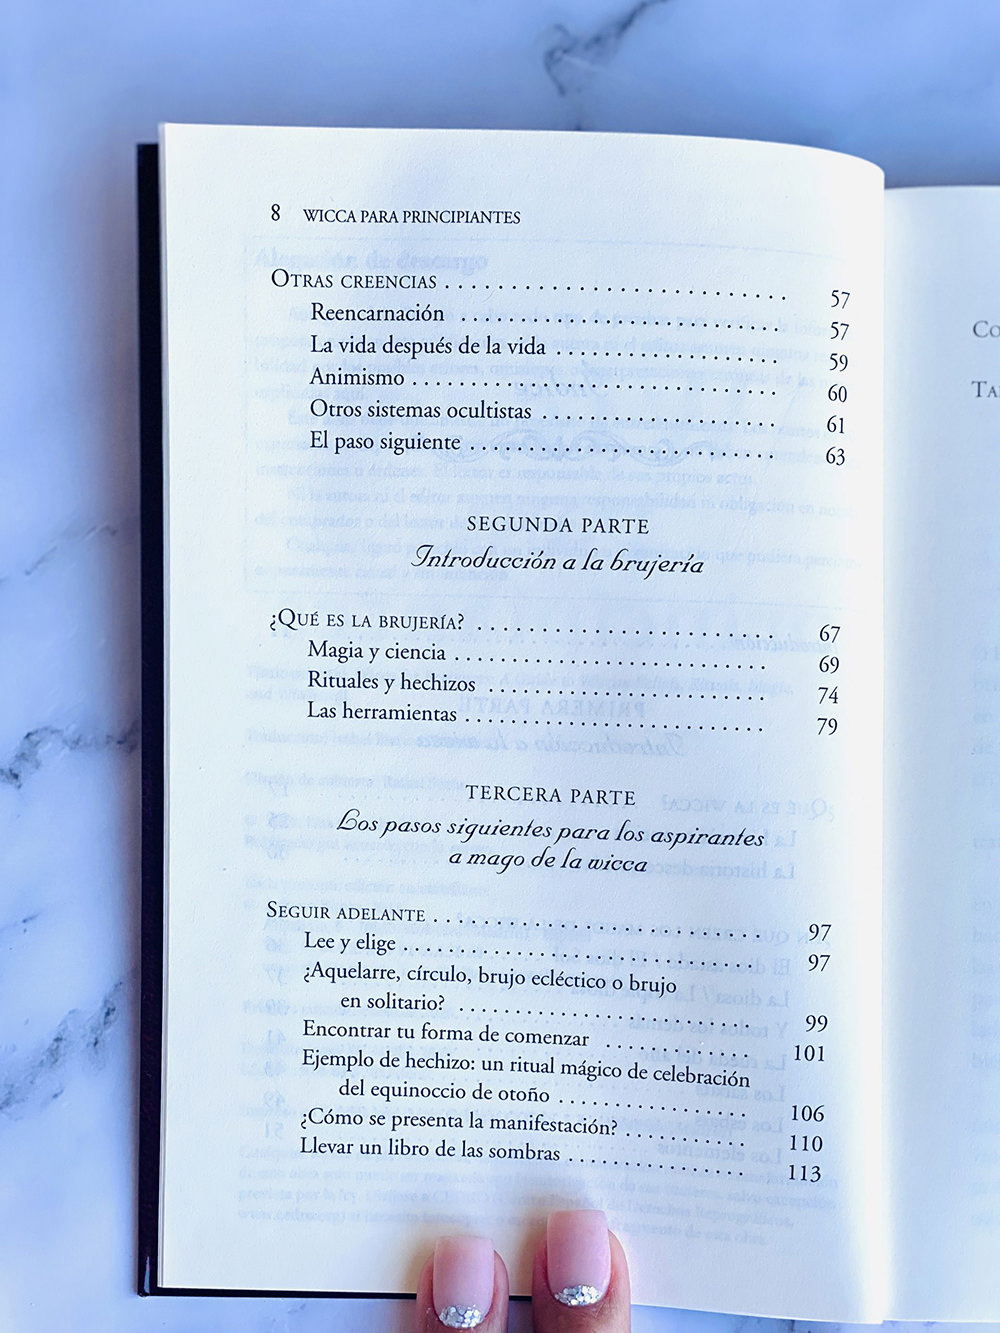 8 WICCA PARA PRINCIPIANTES
OTRAS CREENCIAS . . . . . . . . . . . . . . . . . . . . . . . . . . . . 57
Reencarnación . . . . . . . . . . . . . . . . . . . . . . . . . . 57
La vida después de la vida . . . . . . . . . . . . . . . . . . 59
Animismo . . . . . . . . . . . . . . . . . . . . . . . . . . . . . 60
Otros sistemas ocultistas . . . . . . . . . . . . . . . . . . . 61
El paso siguiente . . . . . . . . . . . . . . . . . . . . . . . . 63
SEGUNDA PARTE
Introducción a la brujería
¿QUÉ ES LA BRUJERÍA? . . . . . . . . . . . . . . . . . . . . . . . 67
Magia y ciencia . . . . . . . . . . . . . . . . . . . . . . . . . 69
Rituales y hechizos . . . . . . . . . . . . . . . . . . . . . . 74
Las herramientas . . . . . . . . . . . . . . . . . . . . . . . . 79
TERCERA PARTE
Los pasos siguientes para los aspirantes
a mago de la wicca
SEGUIR ADELANTE . . . . . . . . . . . . . . . . . . . . . . . . . . 97
Lee y elige . . . . . . . . . . . . . . . . . . . . . . . . . . . . 97
¿Aquelarre, círculo, brujo ecléctico o brujo
en solitario? . . . . . . . . . . . . . . . . . . . . . . . . 99
Encontrar tu forma de comenzar . . . . . . . . . . . . 101
Ejemplo de hechizo: un ritual mágico de celebración
del equinoccio de otoño . . . . . . . . . . . . . . . . 106
¿Cómo se presenta la manifestación? . . . . . . . . . . 110
Llevar un libro de las sombras . . . . . . . . . . . . . . . 113